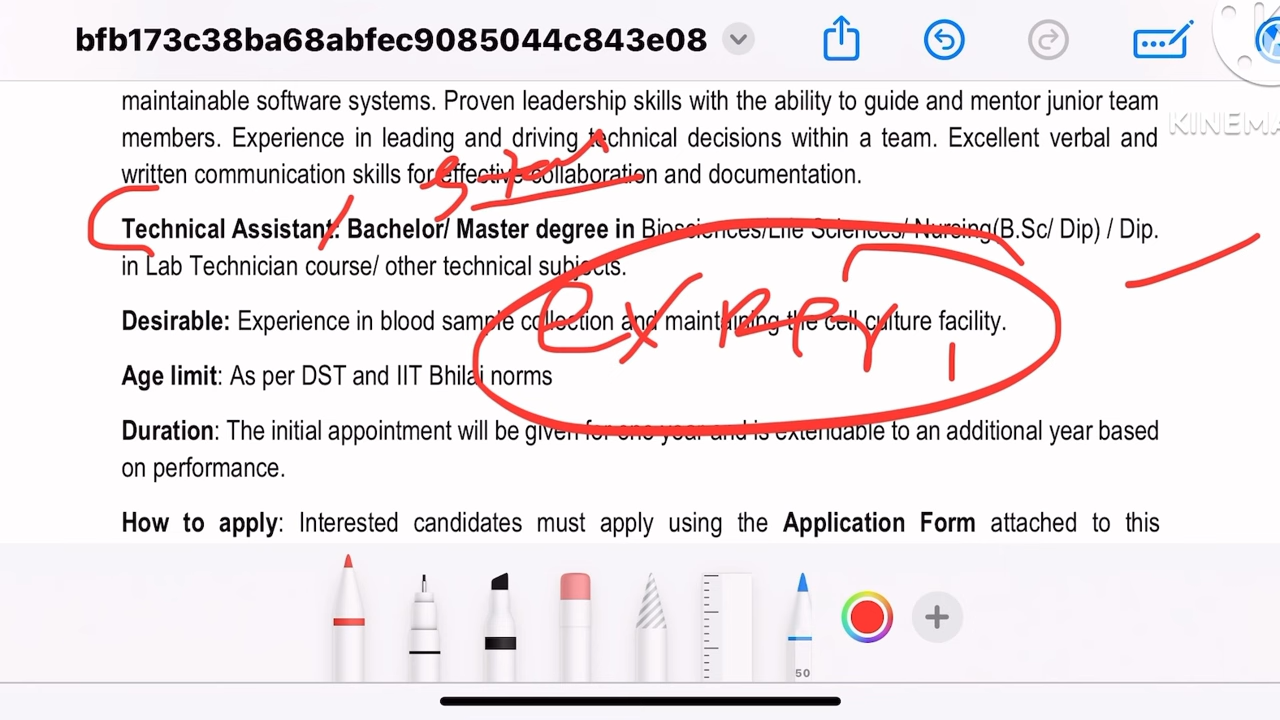 bfb173c38ba68abfec9085044c843e08
KINEMA
maintainable software systems. Proven leadership skills with the ability to guide and mentor junior team
members. Experience in leading and driving technical decisions within a team. Excellent verbal and
written communication skills for effective collaboration and documentation.
Technical Assistant: Bachelor/ Master degree in Biosciences/Life Sciences/ Nursing(B.Sc/ Dip) / Dip.
in Lab Technician course/ other technical subjects.
Desirable: Experience in blood sample collection and maintaining the cell culture facility.
Age limit: As per DST and IIT Bhilai norms
Duration: The initial appointment will be given for one year and is extendable to an additional year based
on performance.
How to apply: Interested candidates must apply using the Application Form attached to this
50